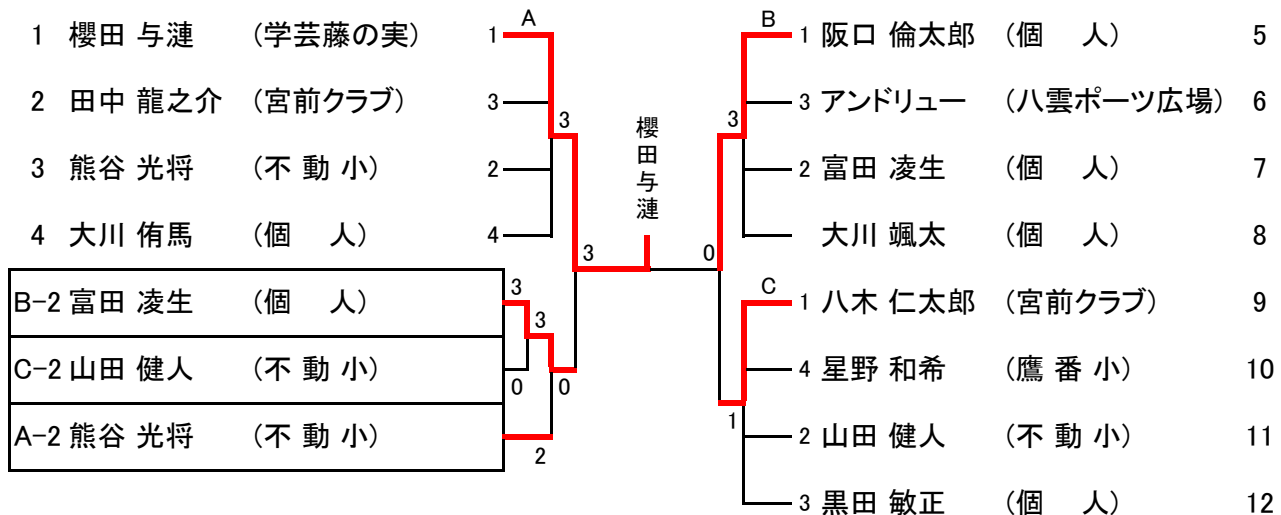 A
B
1 櫻田 与漣 (学芸藤の実) 1
1 阪口 倫太郎 (個 人) 5
2 田中 龍之介 (宮前クラブ) 3
3 アンドリュー (八雲ポーツ広場) 6
3
櫻田与漣
3
3 熊谷 光将 (不 動 小) 2
2 富田 凌生 (個 人) 7
4 大川 侑馬 (個 人) 4
大川 颯太 (個 人) 8
3
0
B-2 富田 凌生 (個 人) 3
C
1 八木 仁太郎 (宮前クラブ) 9
3
C-2 山田 健人 (不 動 小) 0
0
4 星野 和希 (鷹 番 小) 10
1
A-2 熊谷 光将 (不 動 小) 2
2 山田 健人 (不 動 小) 11
3 黒田 敏正 (個 人) 12